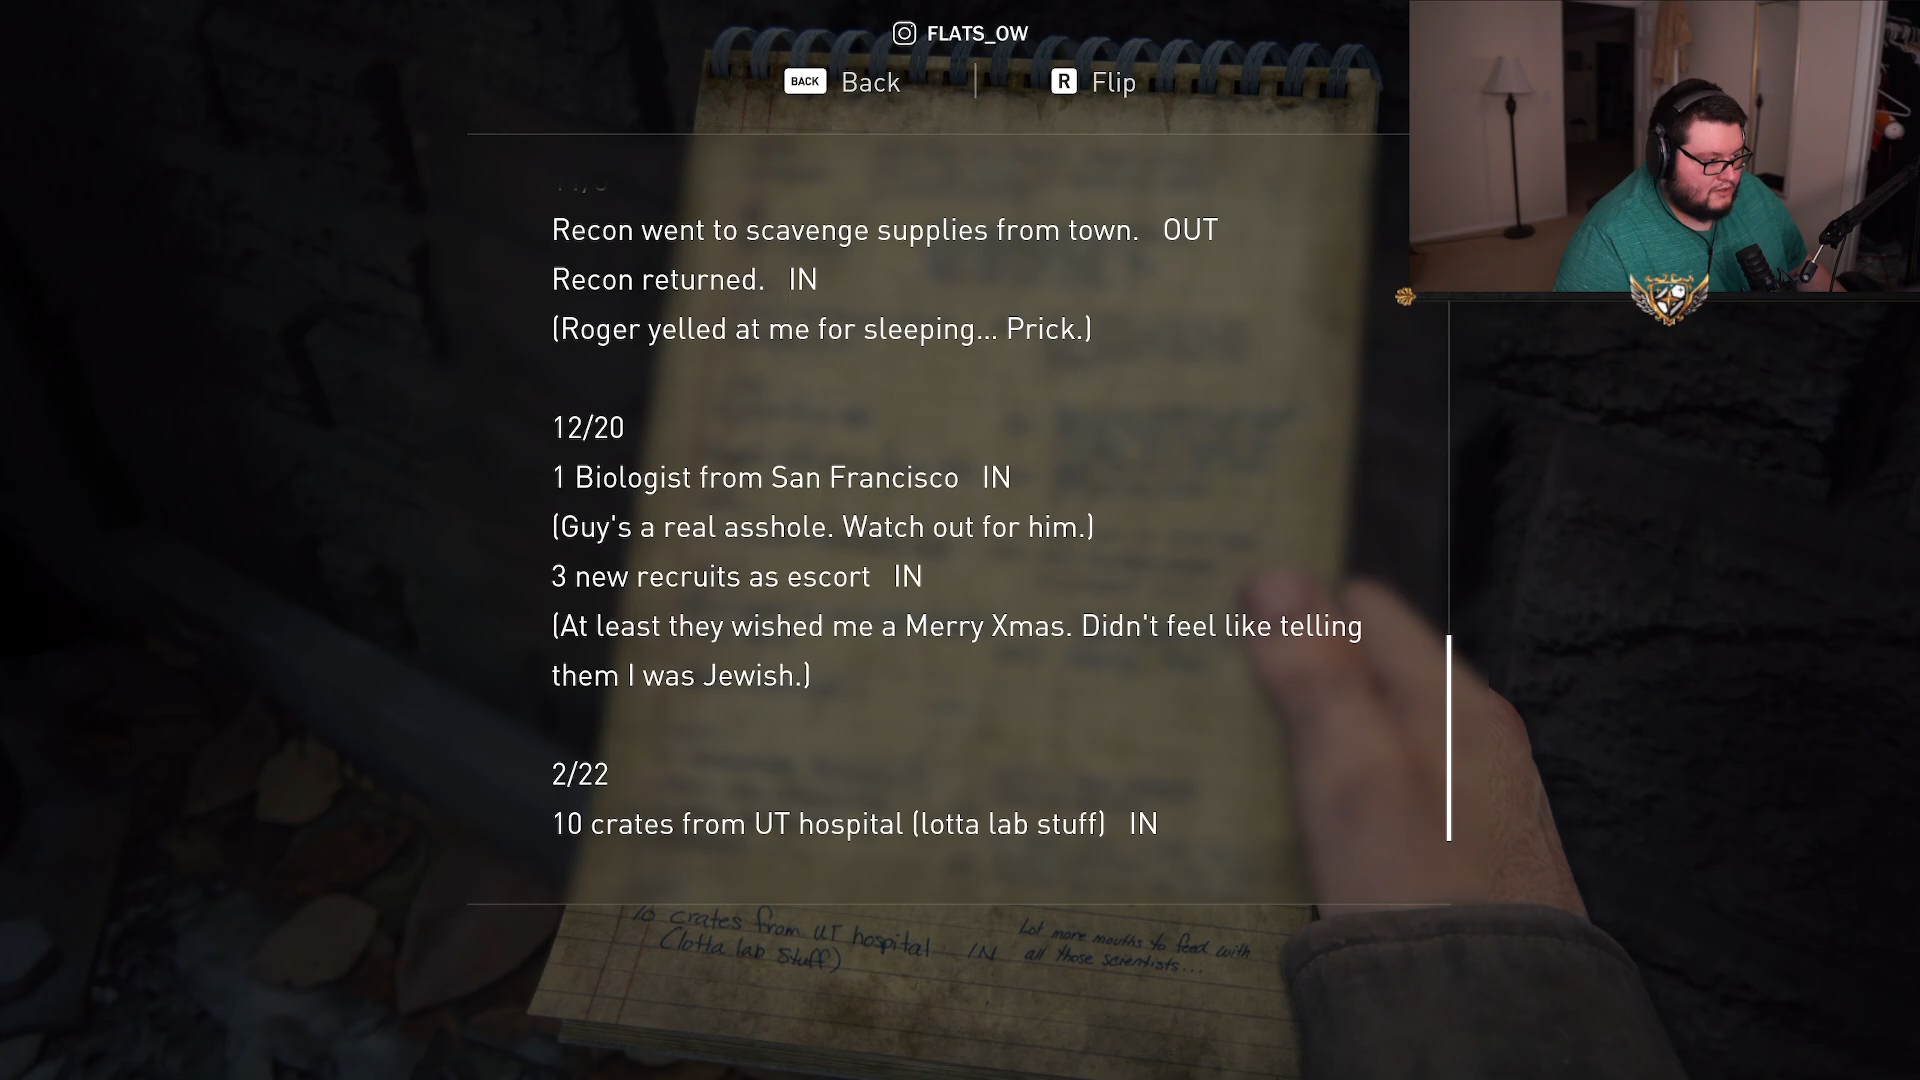 FLATS_OW
BACK Back
R Flip
Recon went to scavenge supplies from town. OUT
Recon returned. IN
(Roger yelled at me for sleeping... Prick.)
12/20
1 Biologist from San Francisco IN
(Guy's a real asshole. Watch out for him.)
3 new recruits as escort IN
(At least they wished me a Merry Xmas. Didn't feel like telling
them I was Jewish.)
2/22
10 crates from UT hospital (lotta lab stuff) IN
10 crates from UT hospital
(lotta lab stuff) IN
Lot more mouths to feed with
all those scientists...